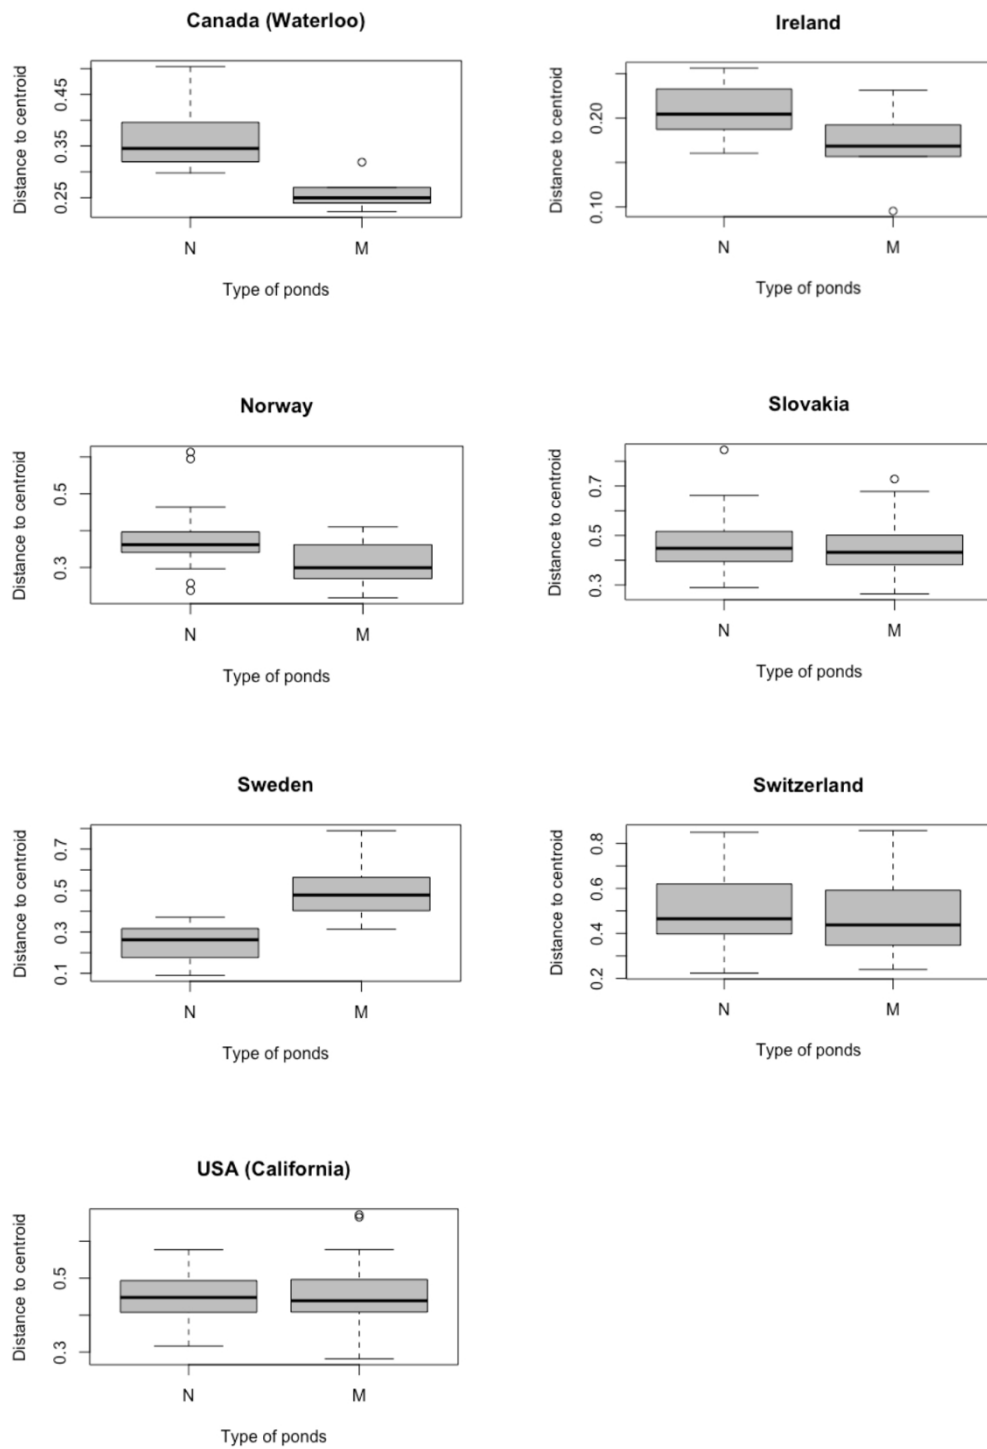 Canada (Waterloo)
Distance to centroid
0.45
0.35
0.25
N M
Type of ponds
Ireland
Distance to centroid
0.20
0.10
N M
Type of ponds
Norway
Distance to centroid
0.5
0.3
N M
Type of ponds
Slovakia
Distance to centroid
0.7
0.5
0.3
N M
Type of ponds
Sweden
Distance to centroid
0.7
0.5
0.3
0.1
N M
Type of ponds
Switzerland
Distance to centroid
0.8
0.6
0.4
0.2
N M
Type of ponds
USA (California)
Distance to centroid
0.5
0.3
N M
Type of ponds